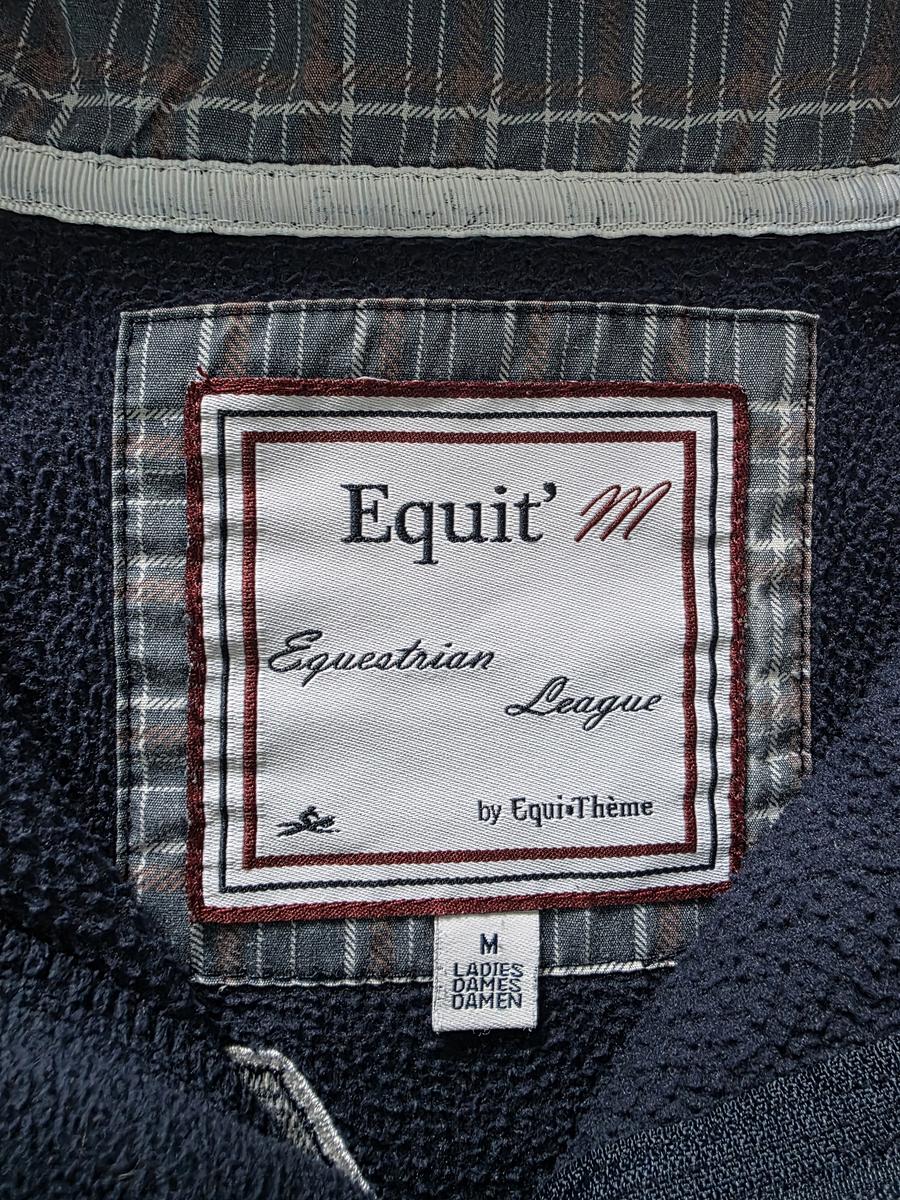 Equit' M
Equestrian
League
by Equi•Thème
M
LADIES
DAMES
DAMEN